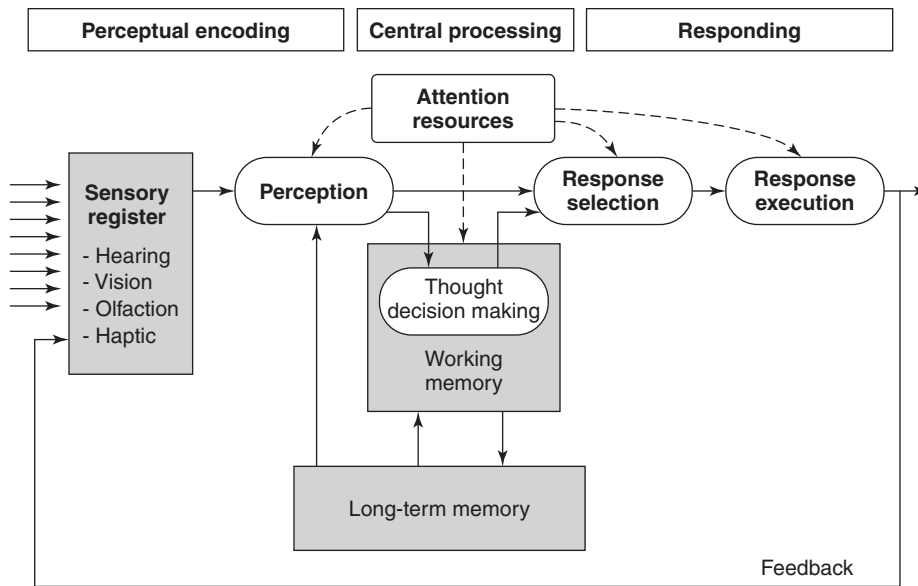 Perceptual encoding
Central processing
Responding
Attention
resources
Sensory
register
- Hearing
- Vision
- Olfaction
- Haptic
Perception
Response
selection
Response
execution
Thought
decision making
Working
memory
Long-term memory
Feedback